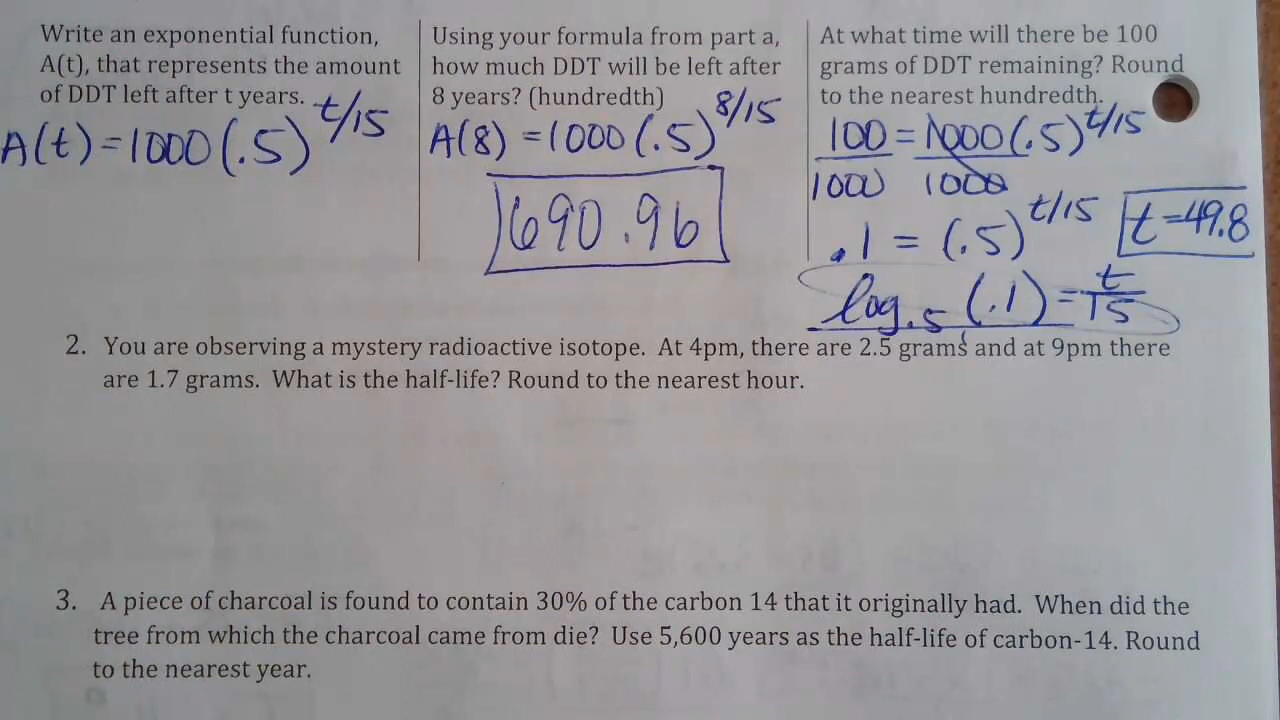 Write an exponential function,
A(t), that represents the amount
of DDT left after t years.
A(t) = 1000 (.5)^t/15
Using your formula from part a,
how much DDT will be left after
8 years? (hundredth)
A(8) = 1000 (.5)^8/15
690.96
At what time will there be 100
grams of DDT remaining? Round
to the nearest hundredth.
100 = 1000 (.5)^t/15
1000 1000
.1 = (.5)^t/15
t = 49.8
log.5 (.1) = t/15
2. You are observing a mystery radioactive isotope. At 4pm, there are 2.5 grams and at 9pm there
are 1.7 grams. What is the half-life? Round to the nearest hour.
3. A piece of charcoal is found to contain 30% of the carbon 14 that it originally had. When did the
tree from which the charcoal came from die? Use 5,600 years as the half-life of carbon-14. Round
to the nearest year.